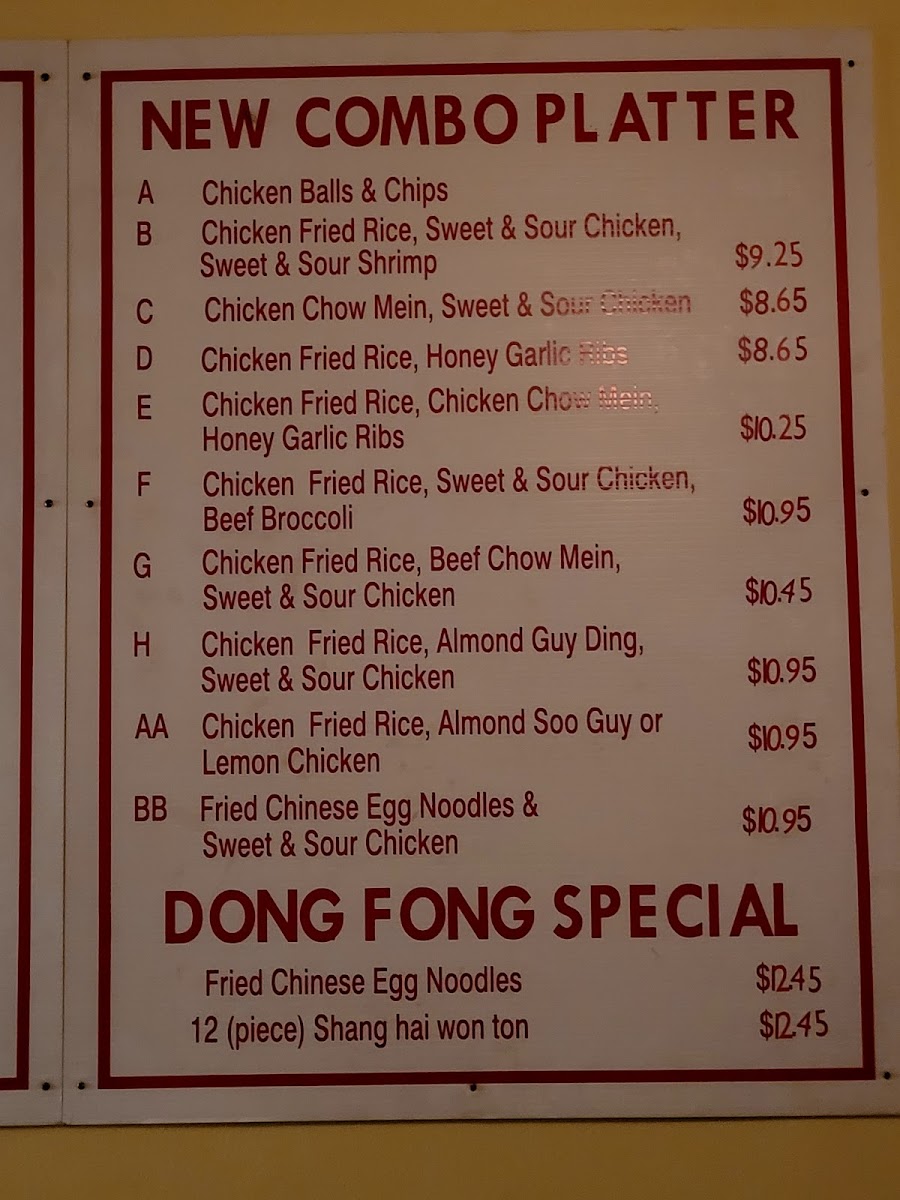 NEW COMBO PLATTER
A Chicken Balls & Chips
B Chicken Fried Rice, Sweet & Sour Chicken,
Sweet & Sour Shrimp $9.25
C Chicken Chow Mein, Sweet & Sour Chicken $8.65
D Chicken Fried Rice, Honey Garlic Ribs $8.65
E Chicken Fried Rice, Chicken Chow Mein,
Honey Garlic Ribs $10.25
F Chicken Fried Rice, Sweet & Sour Chicken,
Beef Broccoli $10.95
G Chicken Fried Rice, Beef Chow Mein,
Sweet & Sour Chicken $10.45
H Chicken Fried Rice, Almond Guy Ding,
Sweet & Sour Chicken $10.95
AA Chicken Fried Rice, Almond Soo Guy or
Lemon Chicken $10.95
BB Fried Chinese Egg Noodles &
Sweet & Sour Chicken $10.95
DONG FONG SPECIAL
Fried Chinese Egg Noodles $12.45
12 (piece) Shang hai won ton $12.45